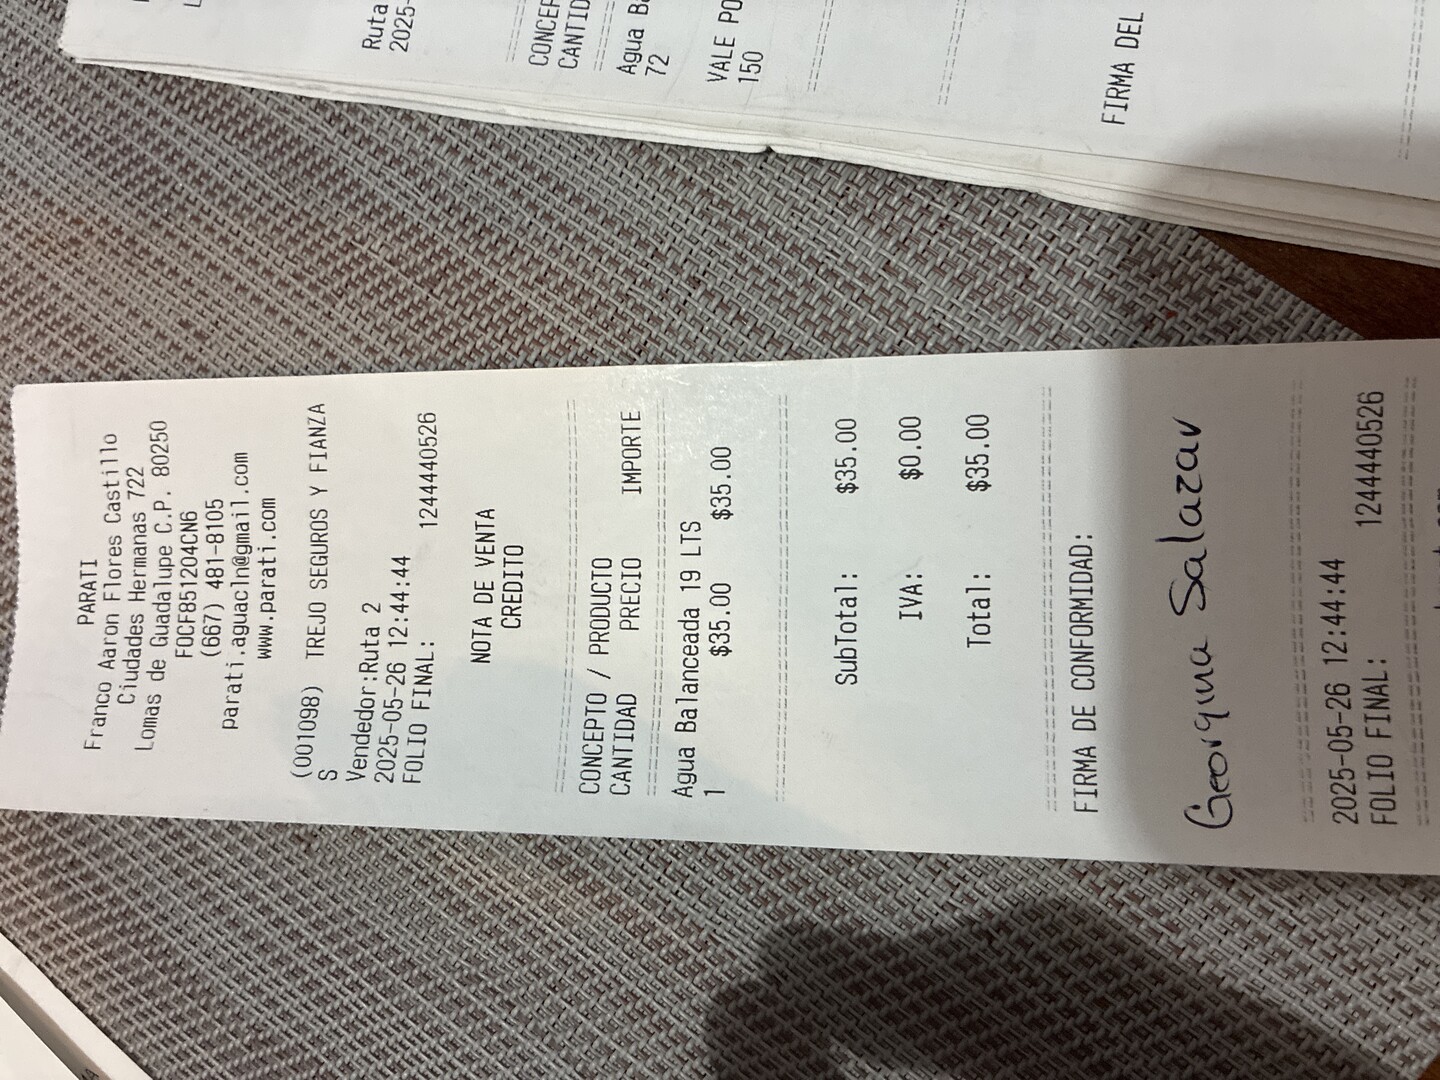 PARATI
Franco Aaron Flores Castillo
Ciudades Hermanas 722
Lomas de Guadalupe C.P. 80250
FOCF851204CN6
(667) 481-8105
parati.aguacln@gmail.com
www.parati.com
(001098) TREJO SEGUROS Y FIANZA
S
Vendedor:Ruta 2
2025-05-26 12:44:44
FOLIO FINAL: 1244440526
NOTA DE VENTA
CREDITO
CONCEPTO / PRODUCTO
CANTIDAD PRECIO IMPORTE
Agua Balanceada 19 LTS
1 $35.00 $35.00
SubTotal: $35.00
IVA: $0.00
Total: $35.00
FIRMA DE CONFORMIDAD:
Georgina Salazar
2025-05-26 12:44:44
FOLIO FINAL: 1244440526
Ruta
2025-
CONCEP
CANTID
Agua Ba
72
VALE PO
150
FIRMA DEL